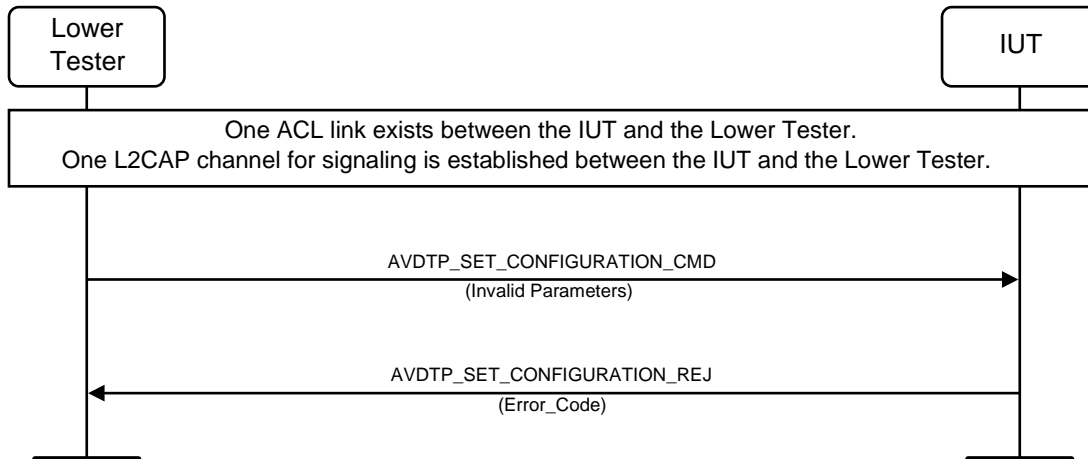 Lower
Tester
IUT
One ACL link exists between the IUT and the Lower Tester.
One L2CAP channel for signaling is established between the IUT and the Lower Tester.
AVDTP_SET_CONFIGURATION_CMD
(Invalid Parameters)
AVDTP_SET_CONFIGURATION_REJ
(Error_Code)